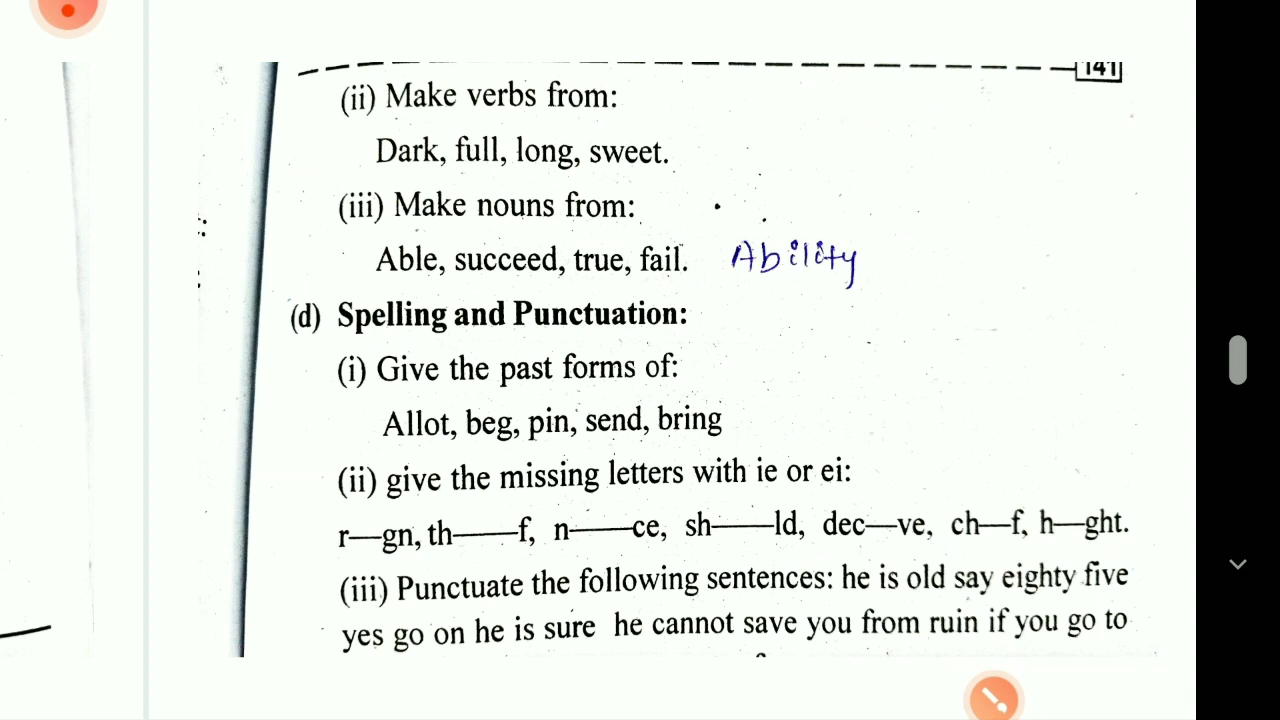 141
(ii) Make verbs from:
Dark, full, long, sweet.
(iii) Make nouns from:
Able, succeed, true, fail. Ability
(d) Spelling and Punctuation:
(i) Give the past forms of:
Allot, beg, pin, send, bring
(ii) give the missing letters with ie or ei:
r—gn, th——f, n——ce, sh——ld, dec—ve, ch—f, h—ght.
(iii) Punctuate the following sentences: he is old say eighty five
yes go on he is sure he cannot save you from ruin if you go to